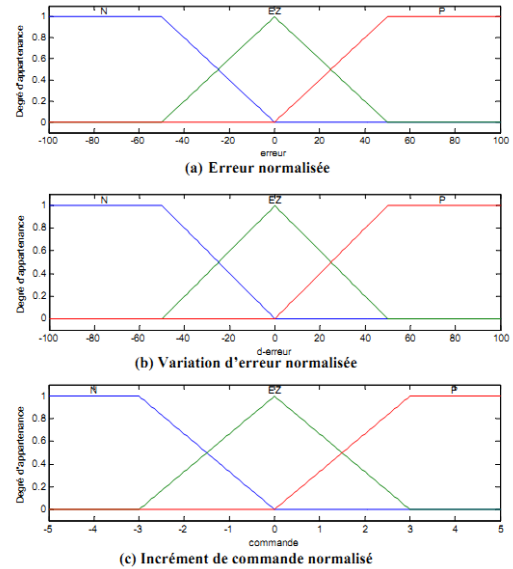 N EZ P
Degré d'appartenance
1
0.8
0.6
0.4
0.2
0
-100 -80 -60 -40 -20 0 20 40 60 80 100
erreur
(a) Erreur normalisée
N EZ P
Degré d'appartenance
1
0.8
0.6
0.4
0.2
0
-100 -80 -60 -40 -20 0 20 40 60 80 100
d-erreur
(b) Variation d'erreur normalisée
N EZ P
Degré d'appartenance
1
0.8
0.6
0.4
0.2
0
-5 -4 -3 -2 -1 0 1 2 3 4 5
commande
(c) Incrément de commande normalisé